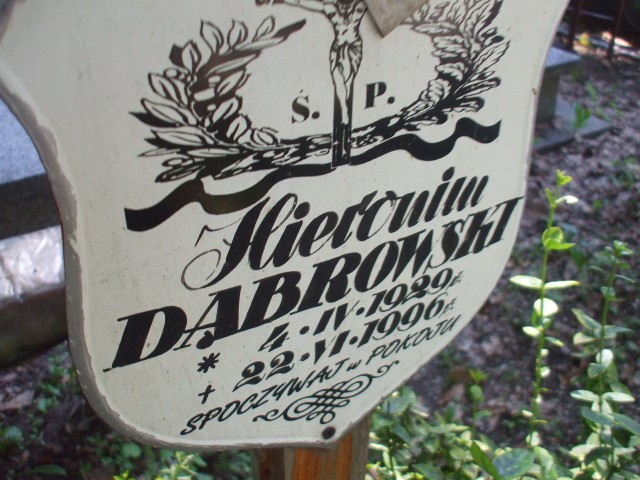 Ś. P.
Hieronim
DĄBROWSKI
* 4·IV·1929 r.
+ 22·VI·1996 r.
SPOCZYWAJ w POKOJU